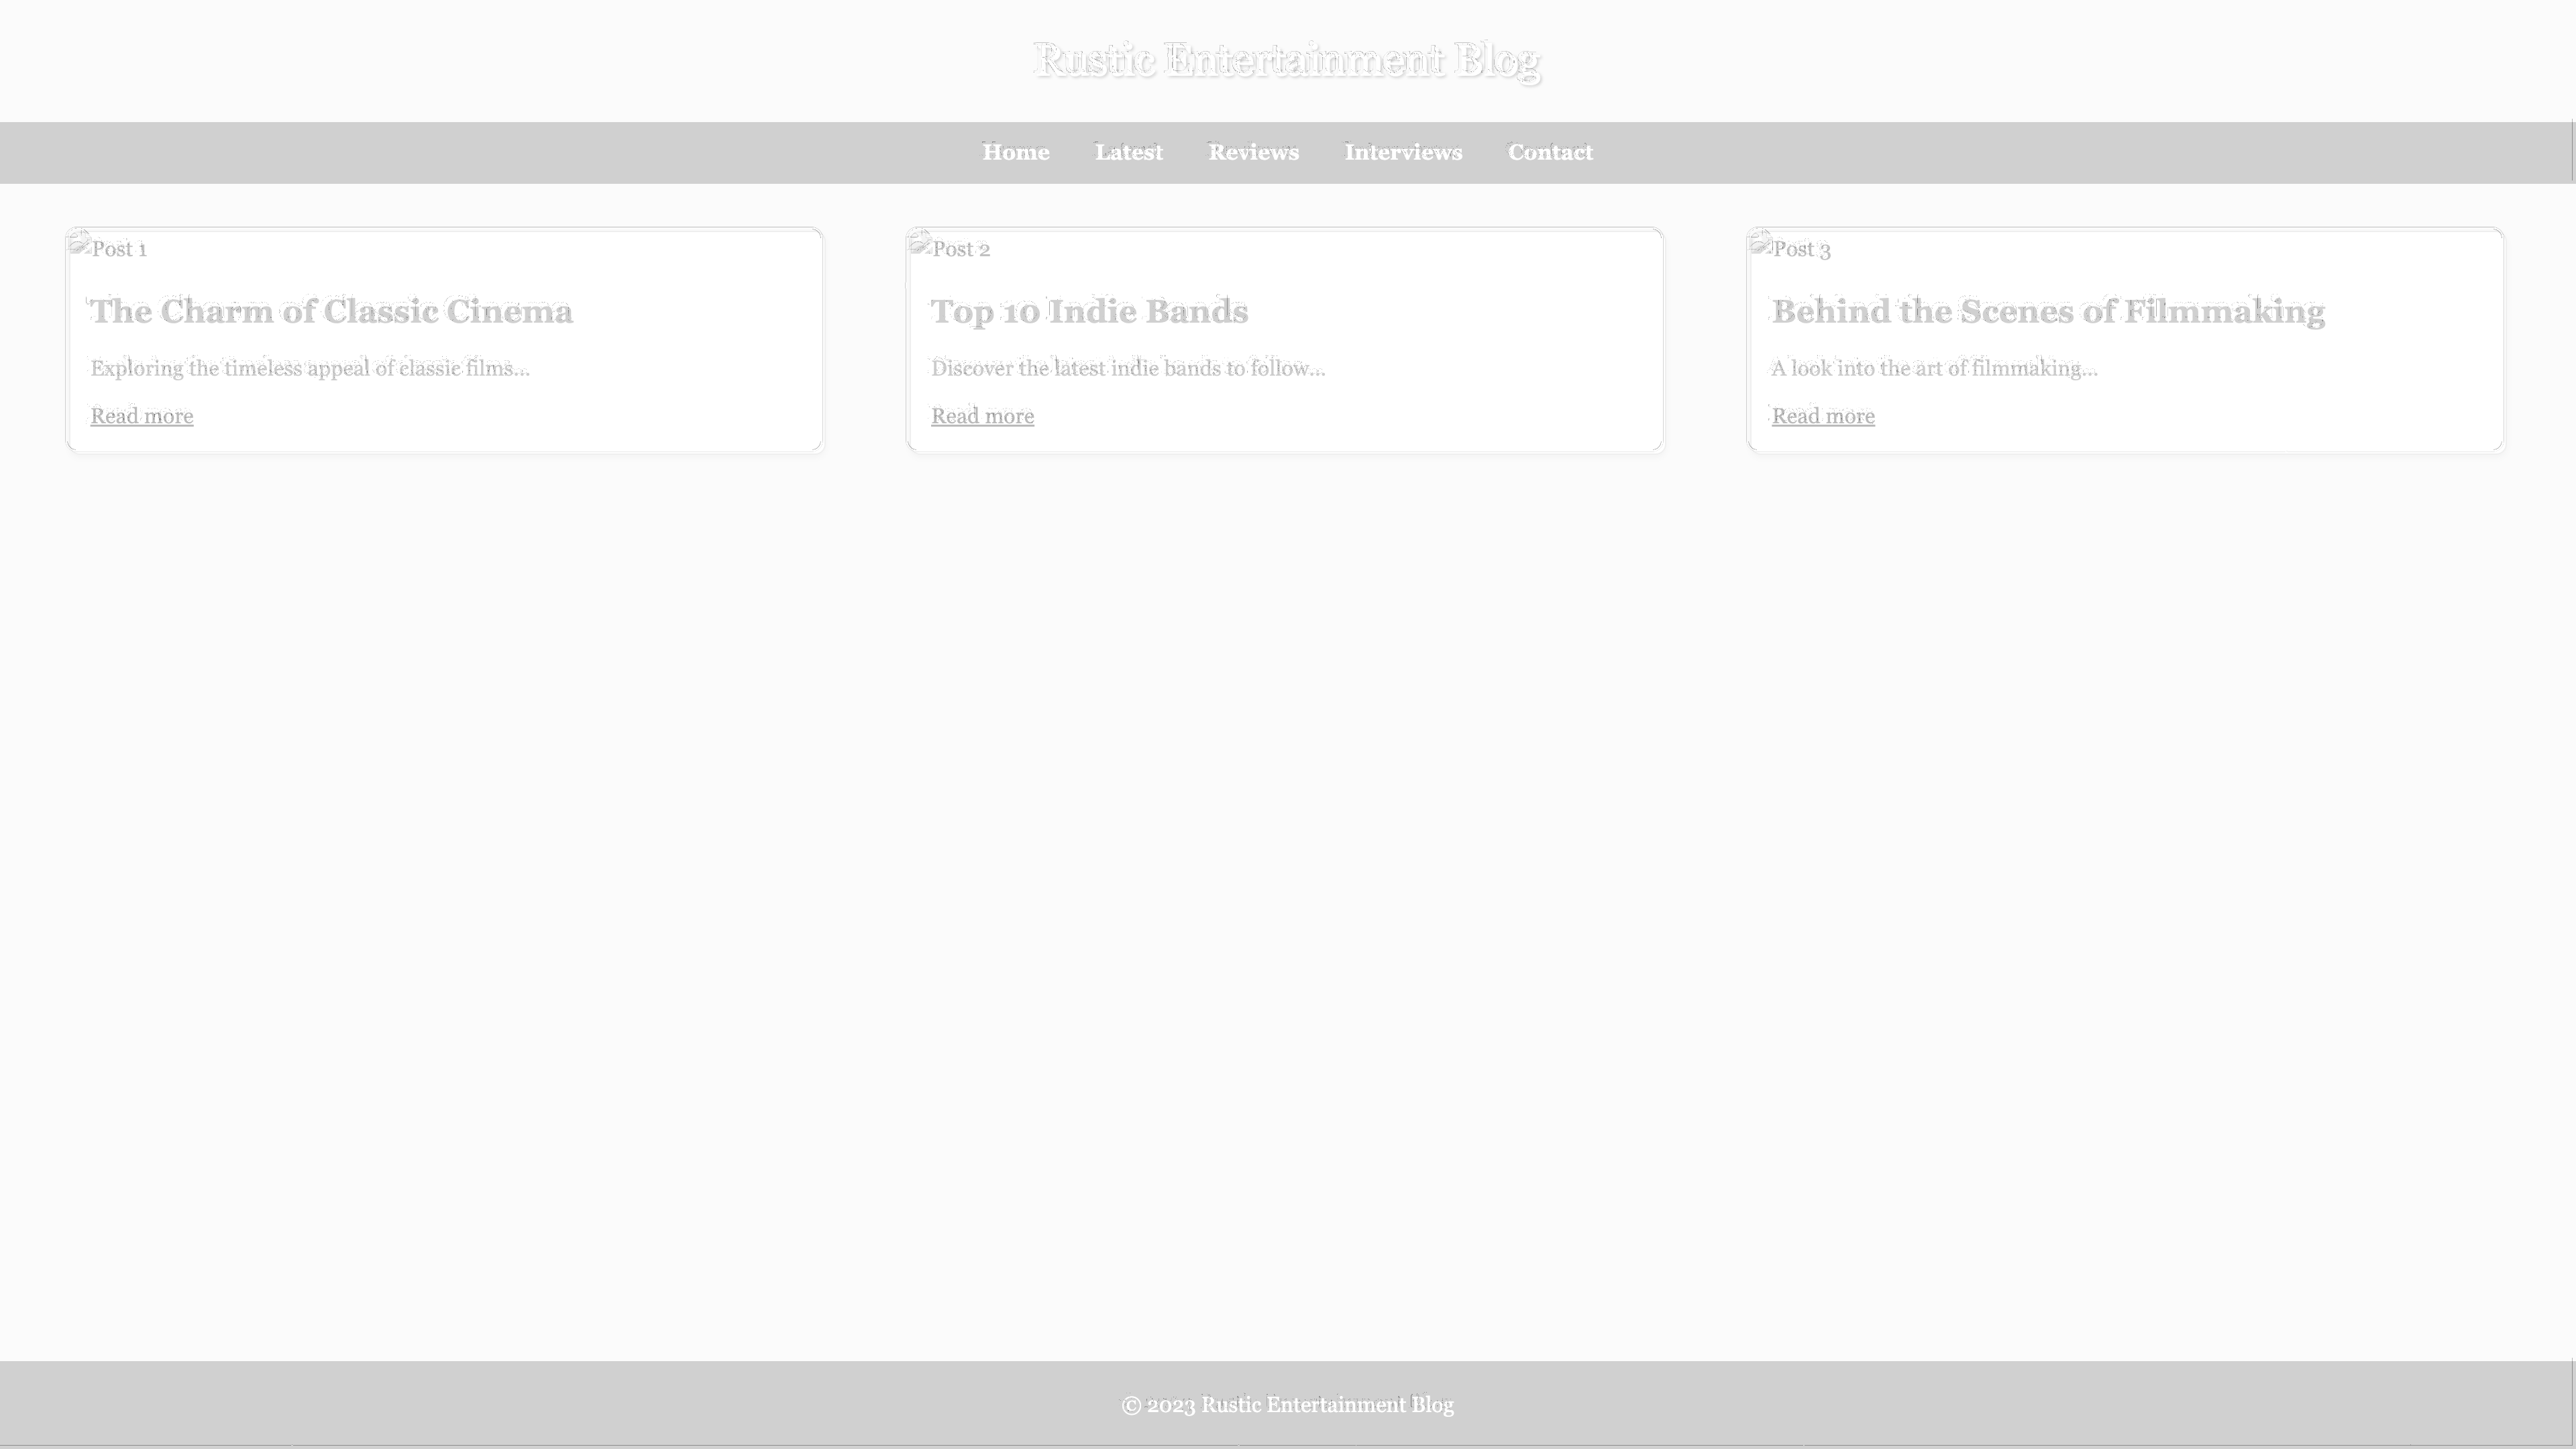 Rustic Entertainment Blog
Home Latest Reviews Interviews Contact
Post 1
The Charm of Classic Cinema
Exploring the timeless appeal of classic films...
Read more
Post 2
Top 10 Indie Bands
Discover the latest indie bands to follow...
Read more
Post 3
Behind the Scenes of Filmmaking
A look into the art of filmmaking...
Read more
© 2023 Rustic Entertainment Blog